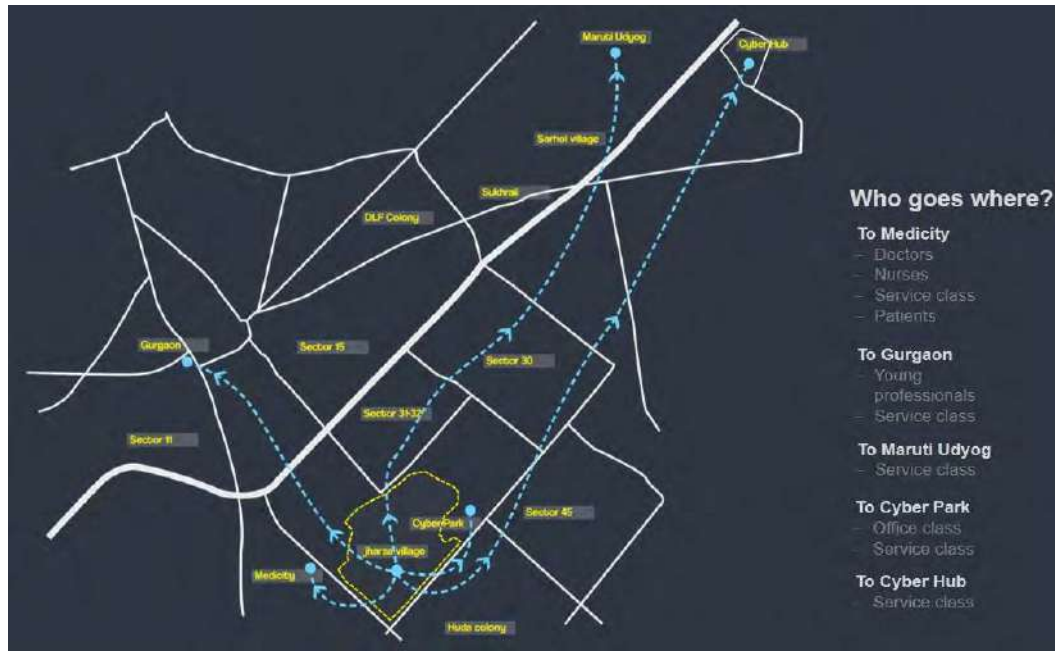 Maruti Udyog
Cyber Hub
Sarhol village
Sukhrali
DLF Colony
Gurgaon
Sector 15
Sector 30
Sector 31-32
Sector 11
Cyber Park
Sector 45
jharsa village
Medicity
Huda colony
Who goes where?
To Medicity
– Doctors
– Nurses
– Service class
– Patients
To Gurgaon
– Young
professionals
– Service class
To Maruti Udyog
– Service class
To Cyber Park
– Office class
– Service class
To Cyber Hub
– Service class